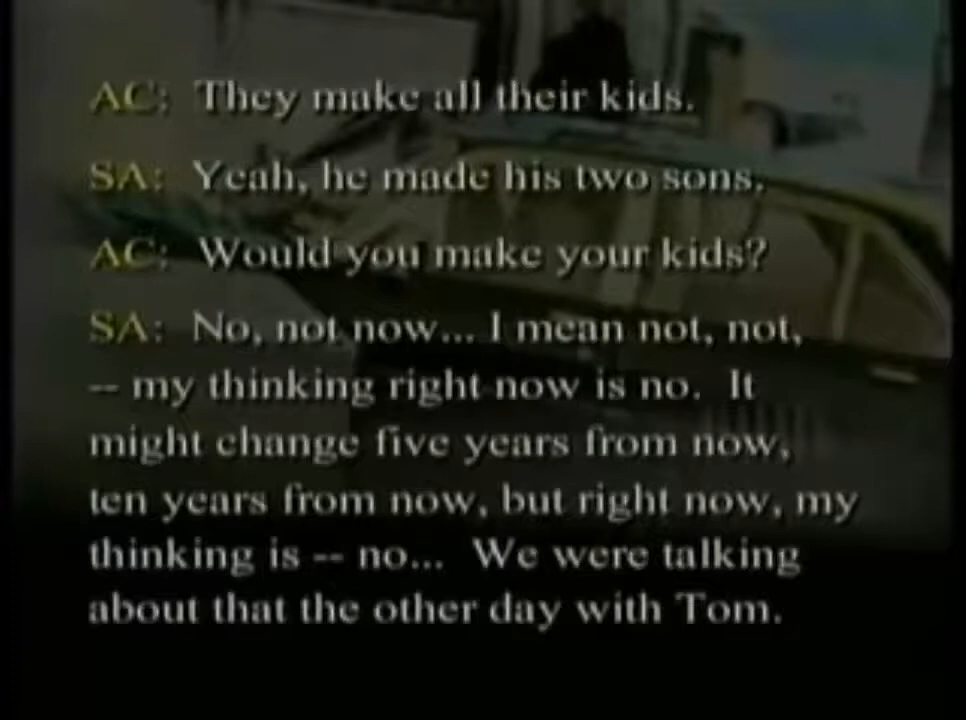 AC: They make all their kids.
SA: Yeah, he made his two sons.
AC: Would you make your kids?
SA: No, not now... I mean not, not,
-- my thinking right now is no. It
might change five years from now,
ten years from now, but right now, my
thinking is -- no... We were talking
about that the other day with Tom.